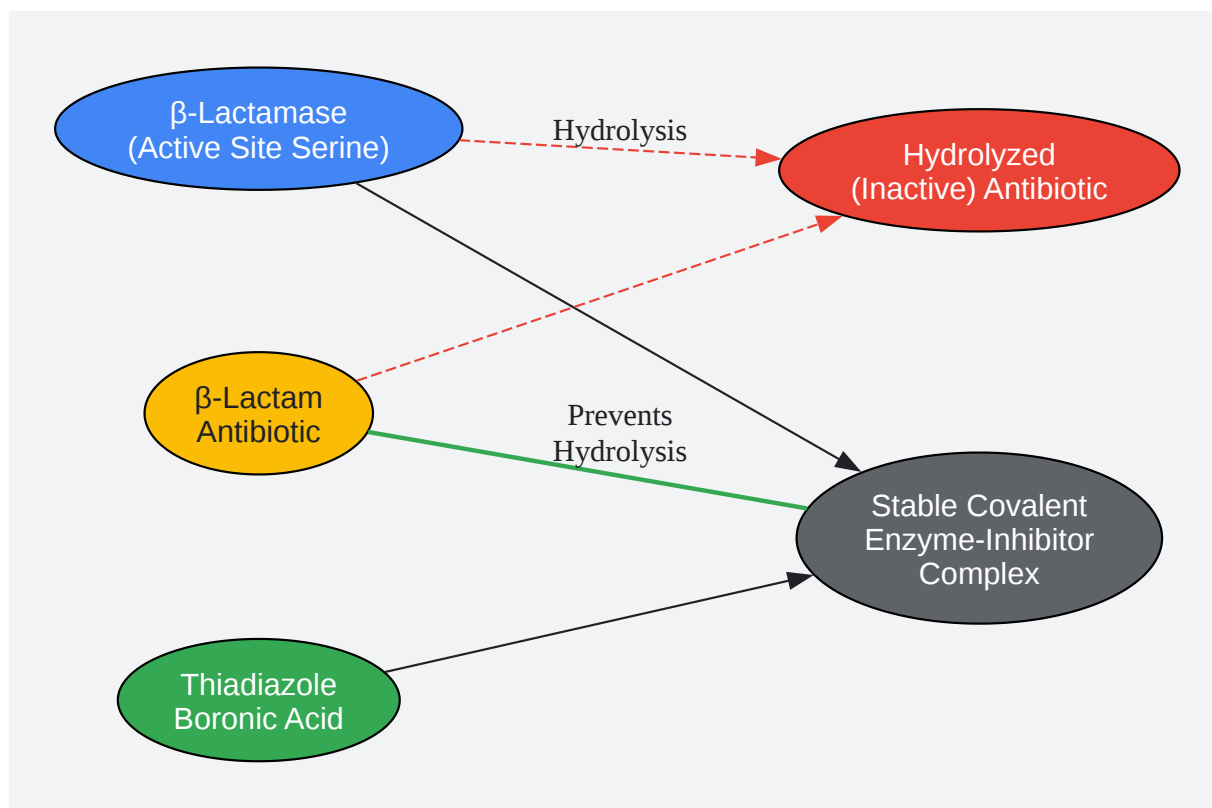 β-Lactamase
(Active Site Serine)
Hydrolysis
Hydrolyzed
(Inactive) Antibiotic
β-Lactam
Antibiotic
Prevents
Hydrolysis
Stable Covalent
Enzyme-Inhibitor
Complex
Thiadiazole
Boronic Acid